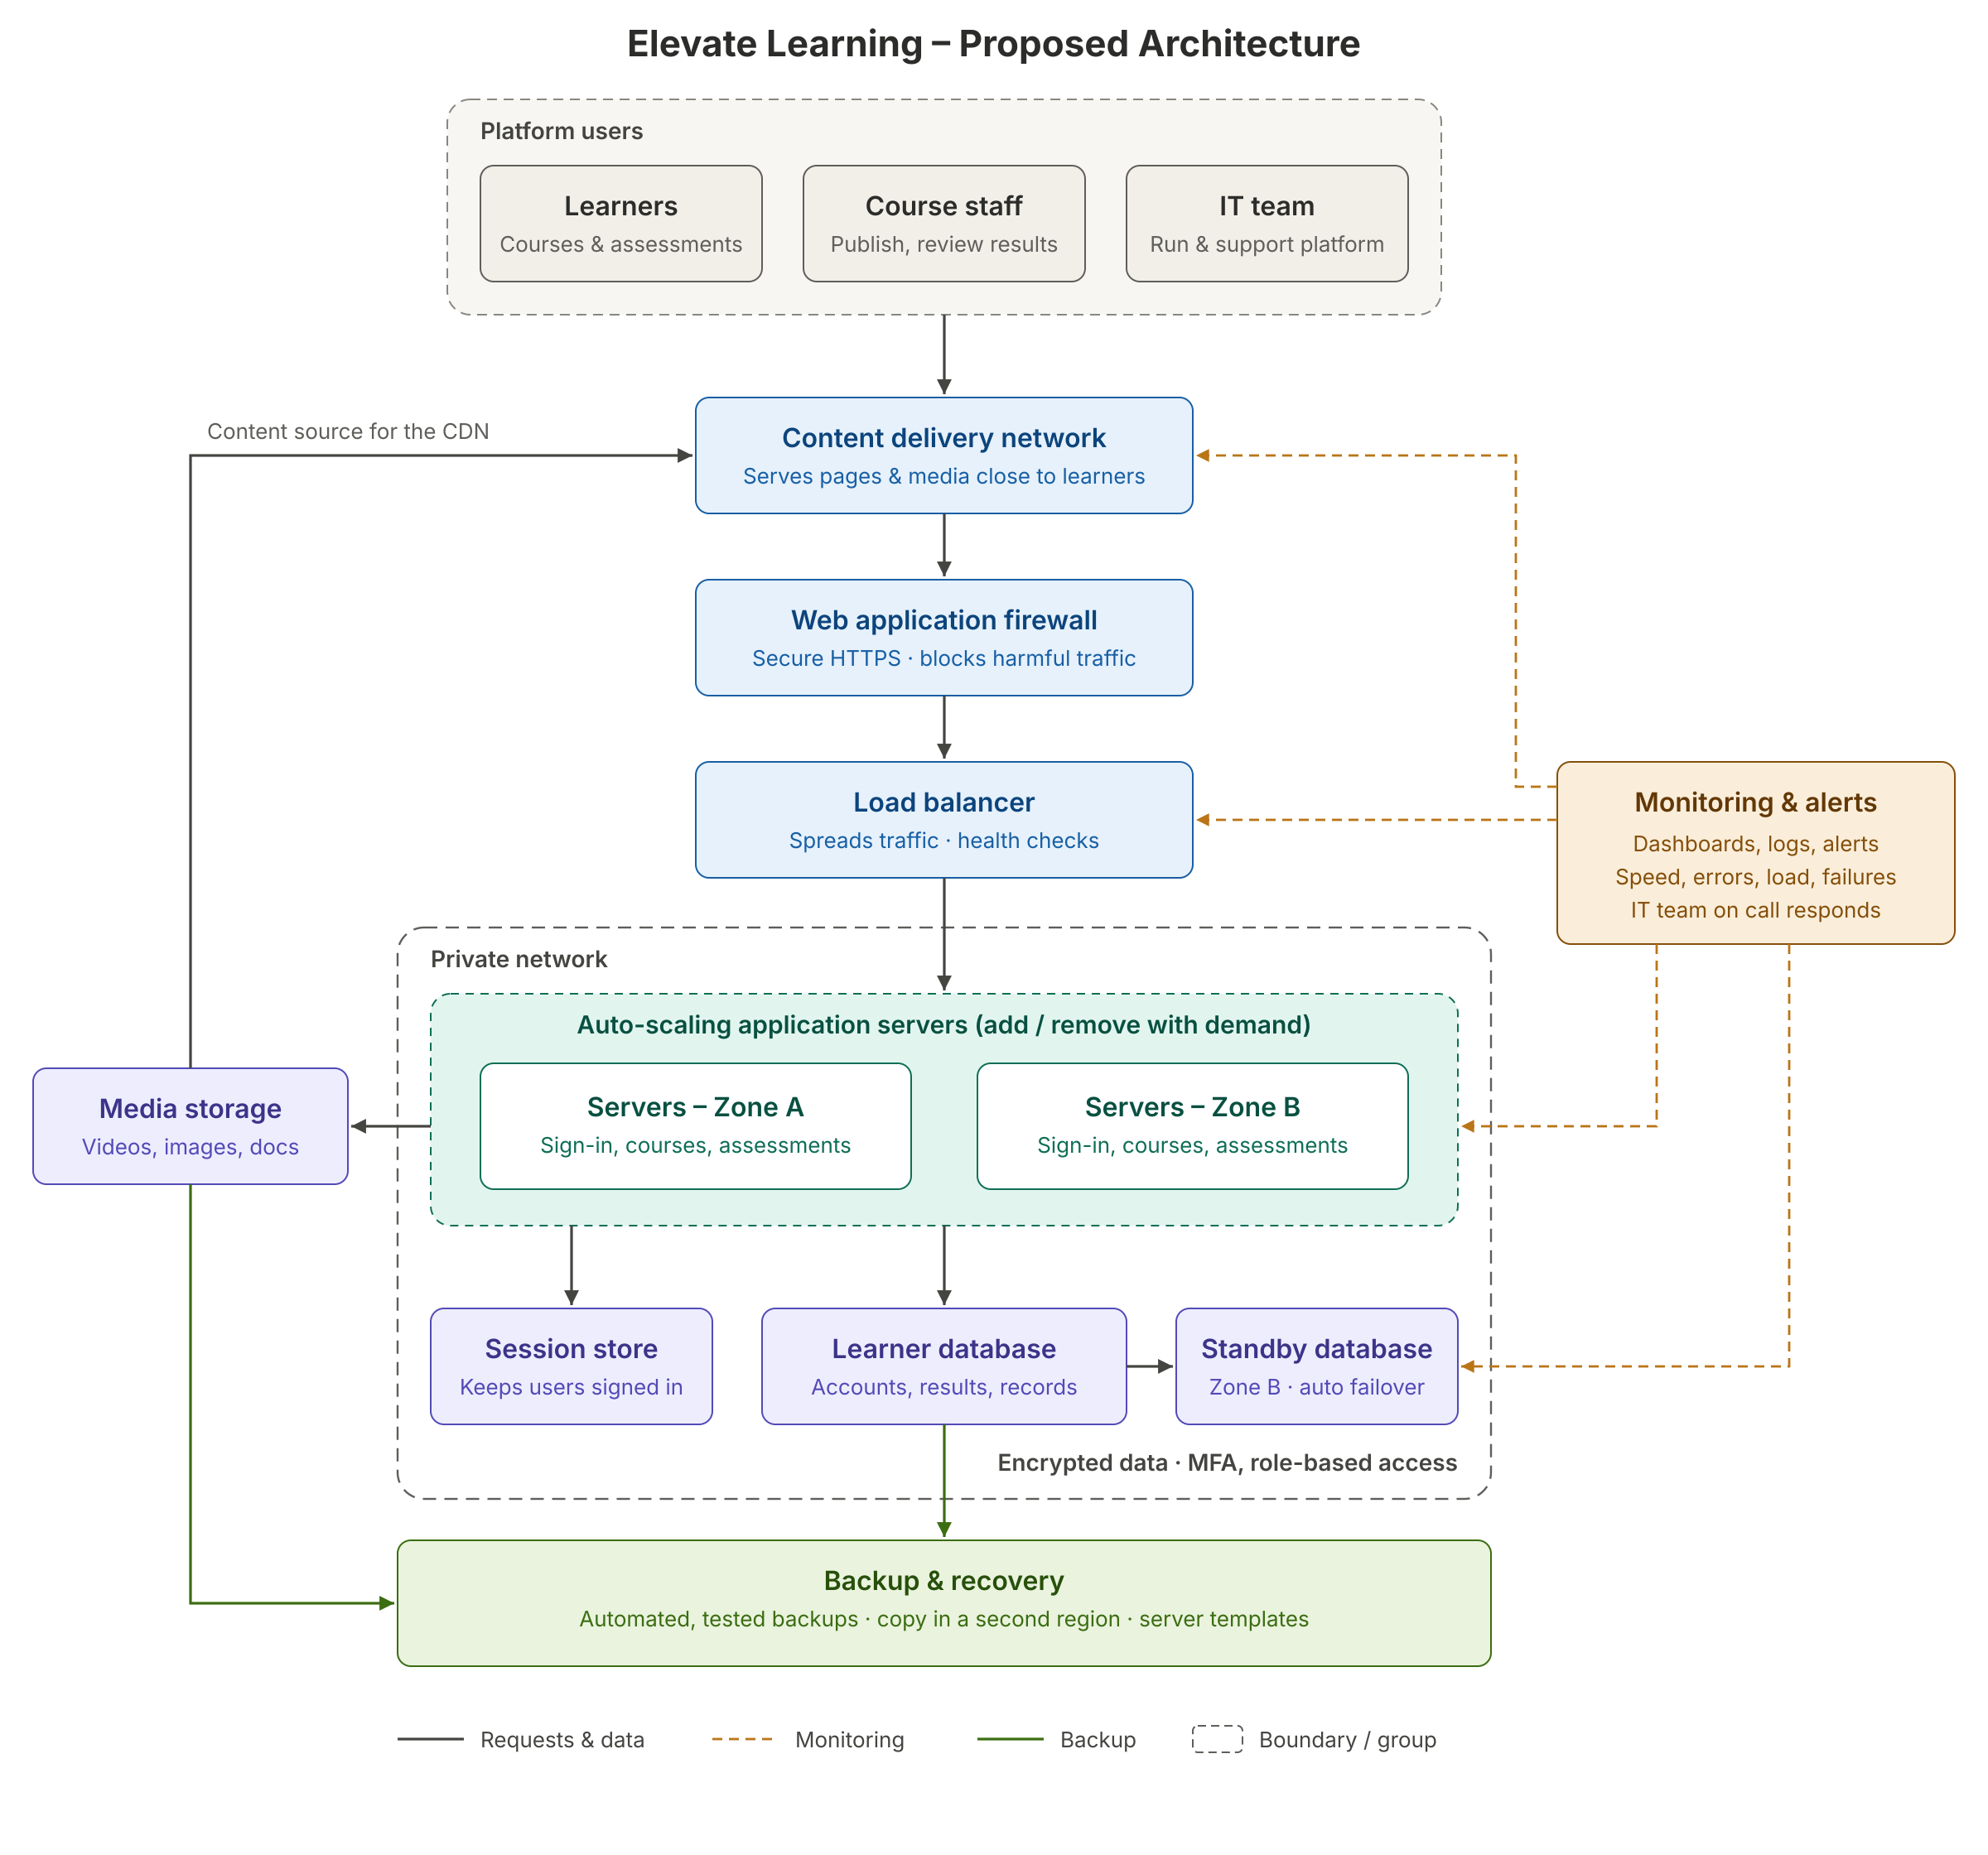 Elevate Learning – Proposed Architecture
Platform users
Learners
Courses & assessments
Course staff
Publish, review results
IT team
Run & support platform
Content source for the CDN
Content delivery network
Serves pages & media close to learners
Web application firewall
Secure HTTPS · blocks harmful traffic
Load balancer
Spreads traffic · health checks
Monitoring & alerts
Dashboards, logs, alerts
Speed, errors, load, failures
IT team on call responds
Private network
Auto-scaling application servers (add / remove with demand)
Servers – Zone A
Sign-in, courses, assessments
Servers – Zone B
Sign-in, courses, assessments
Media storage
Videos, images, docs
Session store
Keeps users signed in
Learner database
Accounts, results, records
Standby database
Zone B · auto failover
Encrypted data · MFA, role-based access
Backup & recovery
Automated, tested backups · copy in a second region · server templates
Requests & data
Monitoring
Backup
Boundary / group